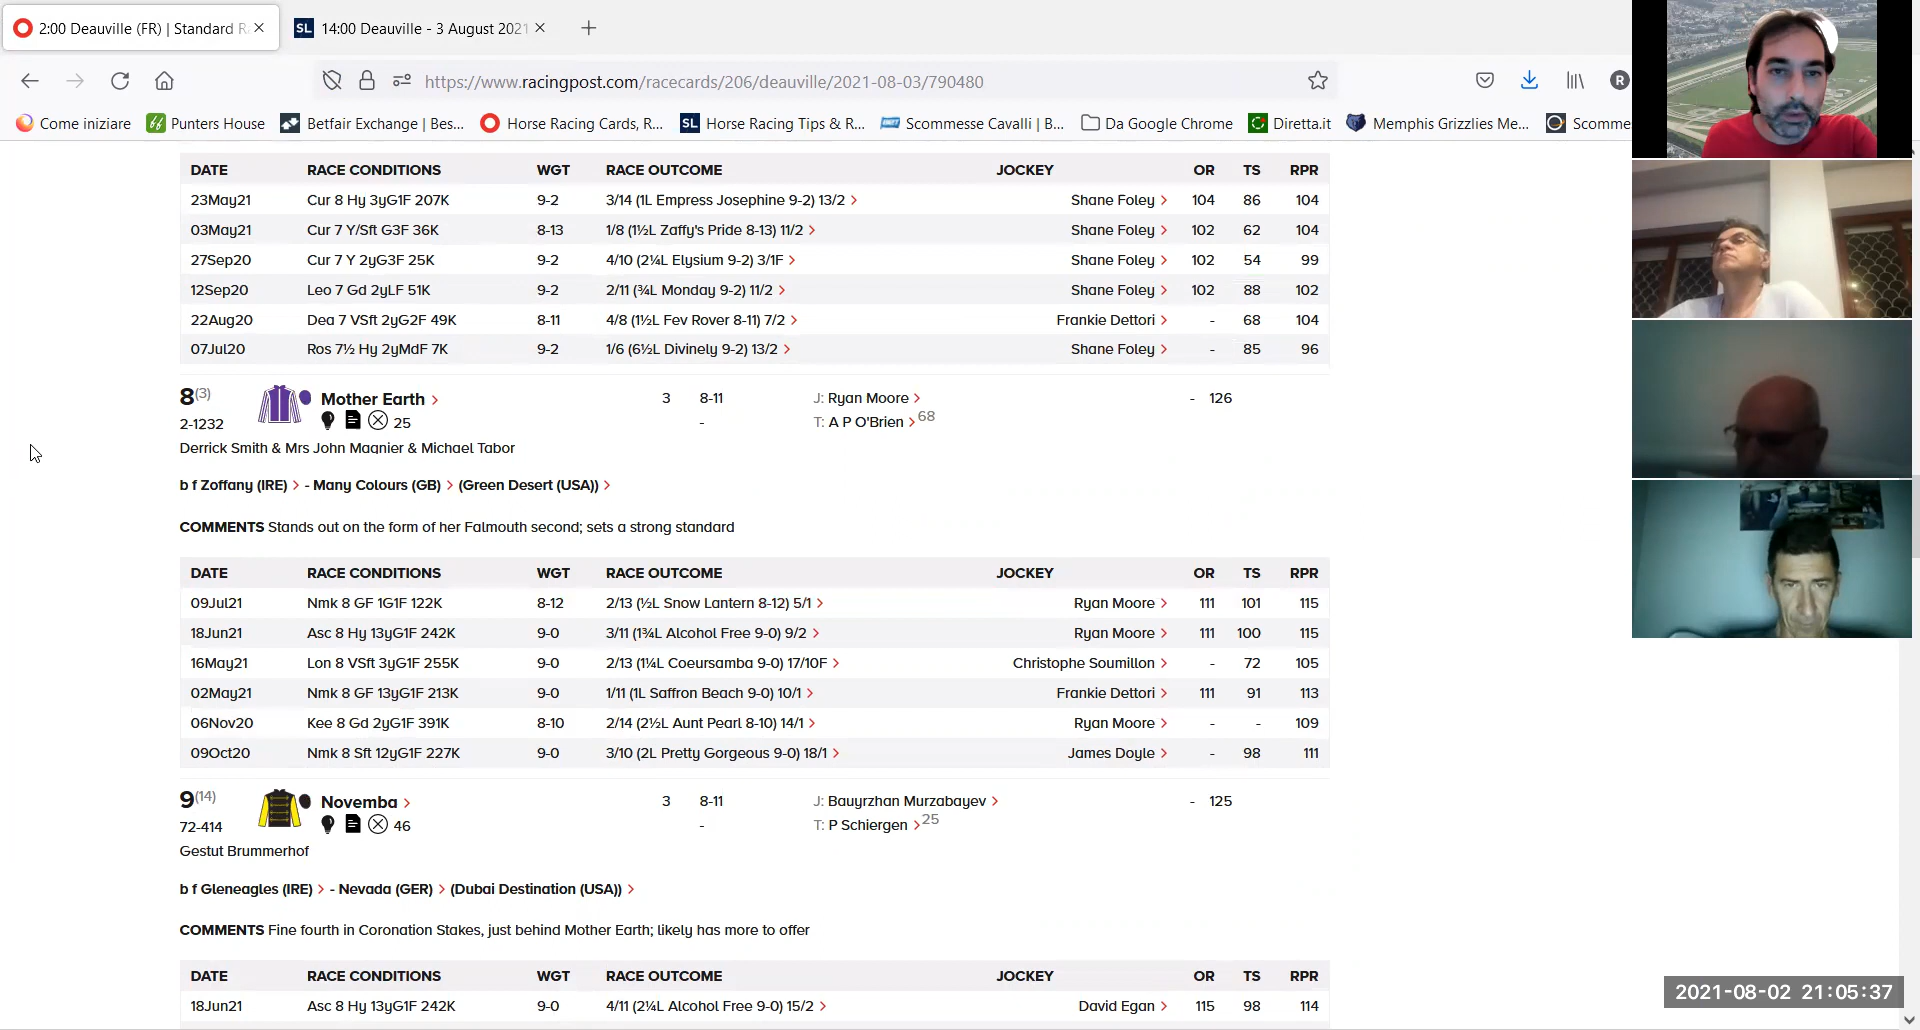 2:00 Deauville (FR) | Standard R
14:00 Deauville - 3 August 2021
https://www.racingpost.com/racecards/206/deauville/2021-08-03/790480
R
Come iniziare
Punters House
Betfair Exchange | Bes...
Horse Racing Cards, R...
SL Horse Racing Tips & R...
Scommesse Cavalli | B...
Da Google Chrome
Diretta.it
Memphis Grizzlies Me...
Scomme
DATE RACE CONDITIONS WGT RACE OUTCOME JOCKEY OR TS RPR
23May21 Cur 8 Hy 3yG1F 207K 9-2 3/14 (1L Empress Josephine 9-2) 13/2 Shane Foley 104 86 104
03May21 Cur 7 Y/Sft G3F 36K 8-13 1/8 (1½L Zaffy's Pride 8-13) 11/2 Shane Foley 102 62 104
27Sep20 Cur 7 Y 2yG3F 25K 9-2 4/10 (2¼L Elysium 9-2) 3/1F Shane Foley 102 54 99
12Sep20 Leo 7 Gd 2yLF 51K 9-2 2/11 (¾L Monday 9-2) 11/2 Shane Foley 102 88 102
22Aug20 Dea 7 VSft 2yG2F 49K 8-11 4/8 (1½L Fev Rover 8-11) 7/2 Frankie Dettori - 68 104
07Jul20 Ros 7½ Hy 2yMdF 7K 9-2 1/6 (6½L Divinely 9-2) 13/2 Shane Foley - 85 96
8(3) Mother Earth 3 8-11 J: Ryan Moore - 126
2-1232 25 - T: A P O'Brien 68
Derrick Smith & Mrs John Magnier & Michael Tabor
b f Zoffany (IRE) - Many Colours (GB) (Green Desert (USA))
COMMENTS Stands out on the form of her Falmouth second; sets a strong standard
DATE RACE CONDITIONS WGT RACE OUTCOME JOCKEY OR TS RPR
09Jul21 Nmk 8 GF 1G1F 122K 8-12 2/13 (½L Snow Lantern 8-12) 5/1 Ryan Moore 111 101 115
18Jun21 Asc 8 Hy 13yG1F 242K 9-0 3/11 (1¾L Alcohol Free 9-0) 9/2 Ryan Moore 111 100 115
16May21 Lon 8 VSft 3yG1F 255K 9-0 2/13 (1¼L Coeursamba 9-0) 17/10F Christophe Soumillon - 72 105
02May21 Nmk 8 GF 13yG1F 213K 9-0 1/11 (1L Saffron Beach 9-0) 10/1 Frankie Dettori 111 91 113
06Nov20 Kee 8 Gd 2yG1F 391K 8-10 2/14 (2½L Aunt Pearl 8-10) 14/1 Ryan Moore - - 109
09Oct20 Nmk 8 Sft 12yG1F 227K 9-0 3/10 (2L Pretty Gorgeous 9-0) 18/1 James Doyle - 98 111
9(14) Novemba 3 8-11 J: Bauyrzhan Murzabayev - 125
72-414 46 - T: P Schiergen 25
Gestut Brummerhof
b f Gleneagles (IRE) - Nevada (GER) (Dubai Destination (USA))
COMMENTS Fine fourth in Coronation Stakes, just behind Mother Earth; likely has more to offer
DATE RACE CONDITIONS WGT RACE OUTCOME JOCKEY OR TS RPR
18Jun21 Asc 8 Hy 13yG1F 242K 9-0 4/11 (2¼L Alcohol Free 9-0) 15/2 David Egan 115 98 114
2021-08-02 21:05:37